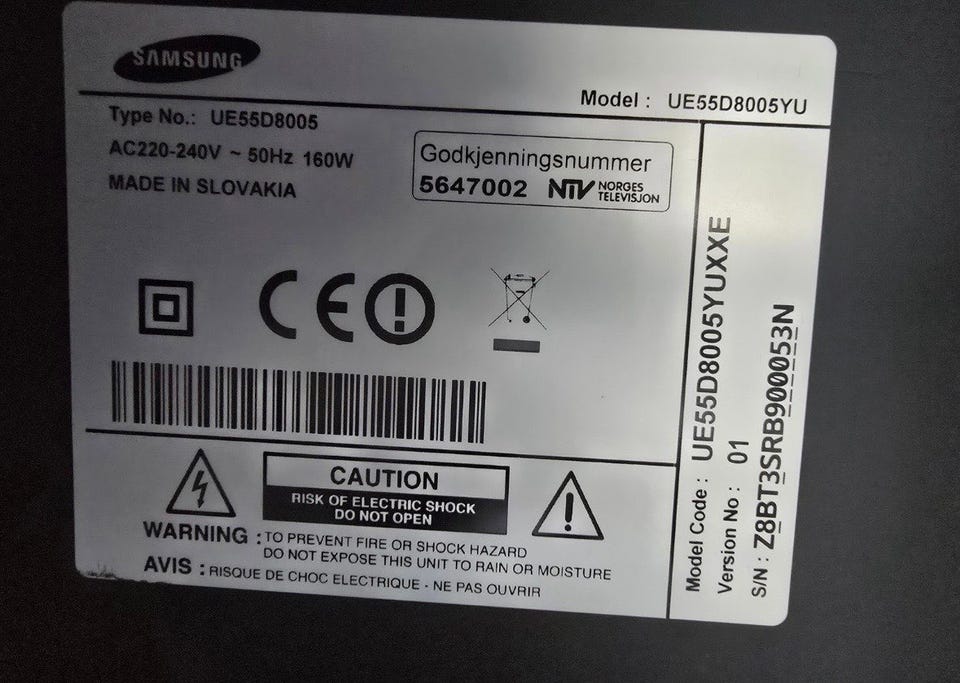 SAMSUNG
Model : UE55D8005YU
Type No.: UE55D8005
AC220-240V ~ 50Hz 160W
MADE IN SLOVAKIA
Godkjenningsnummer
5647002 NTV NORGES TELEVISJON
CE
CAUTION
RISK OF ELECTRIC SHOCK
DO NOT OPEN
WARNING : TO PREVENT FIRE OR SHOCK HAZARD
DO NOT EXPOSE THIS UNIT TO RAIN OR MOISTURE
AVIS : RISQUE DE CHOC ELECTRIQUE - NE PAS OUVRIR
Model Code : UE55D8005YUXXE
Version No : 01
S/N : Z8BT3SRB900053N